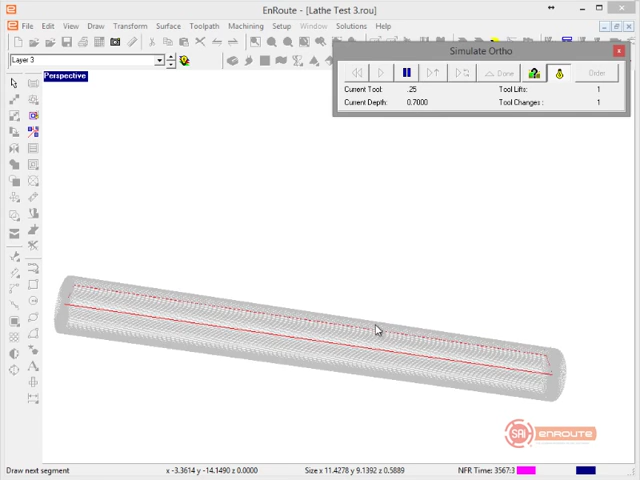 EnRoute - [Lathe Test 3.rou]
File Edit View Draw Transform Surface Toolpath Machining Setup Window Solutions Help
Layer 3
Simulate Ortho
Done Order
Current Tool: .25 Tool Lifts: 1
Current Depth: 0.7000 Tool Changes : 1
Perspective
SAi ENROUTE
Draw next segment x -3.3614 y -14.1490 z 0.0000 Size x 11.4278 y 9.1392 z 0.5889 NFR Time: 3567:3